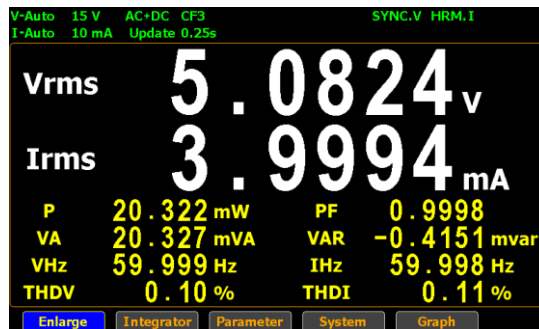 V-Auto 15 V AC+DC CF3 SYNC.V HRM.I
I-Auto 10 mA Update 0.25s
Vrms 5.0824 V
Irms 3.9994 mA
P 20.322 mW PF 0.9998
VA 20.327 mVA VAR -0.4151 mvar
VHz 59.999 Hz IHz 59.998 Hz
THDV 0.10 % THDI 0.11 %
Enlarge Integrator Parameter System Graph